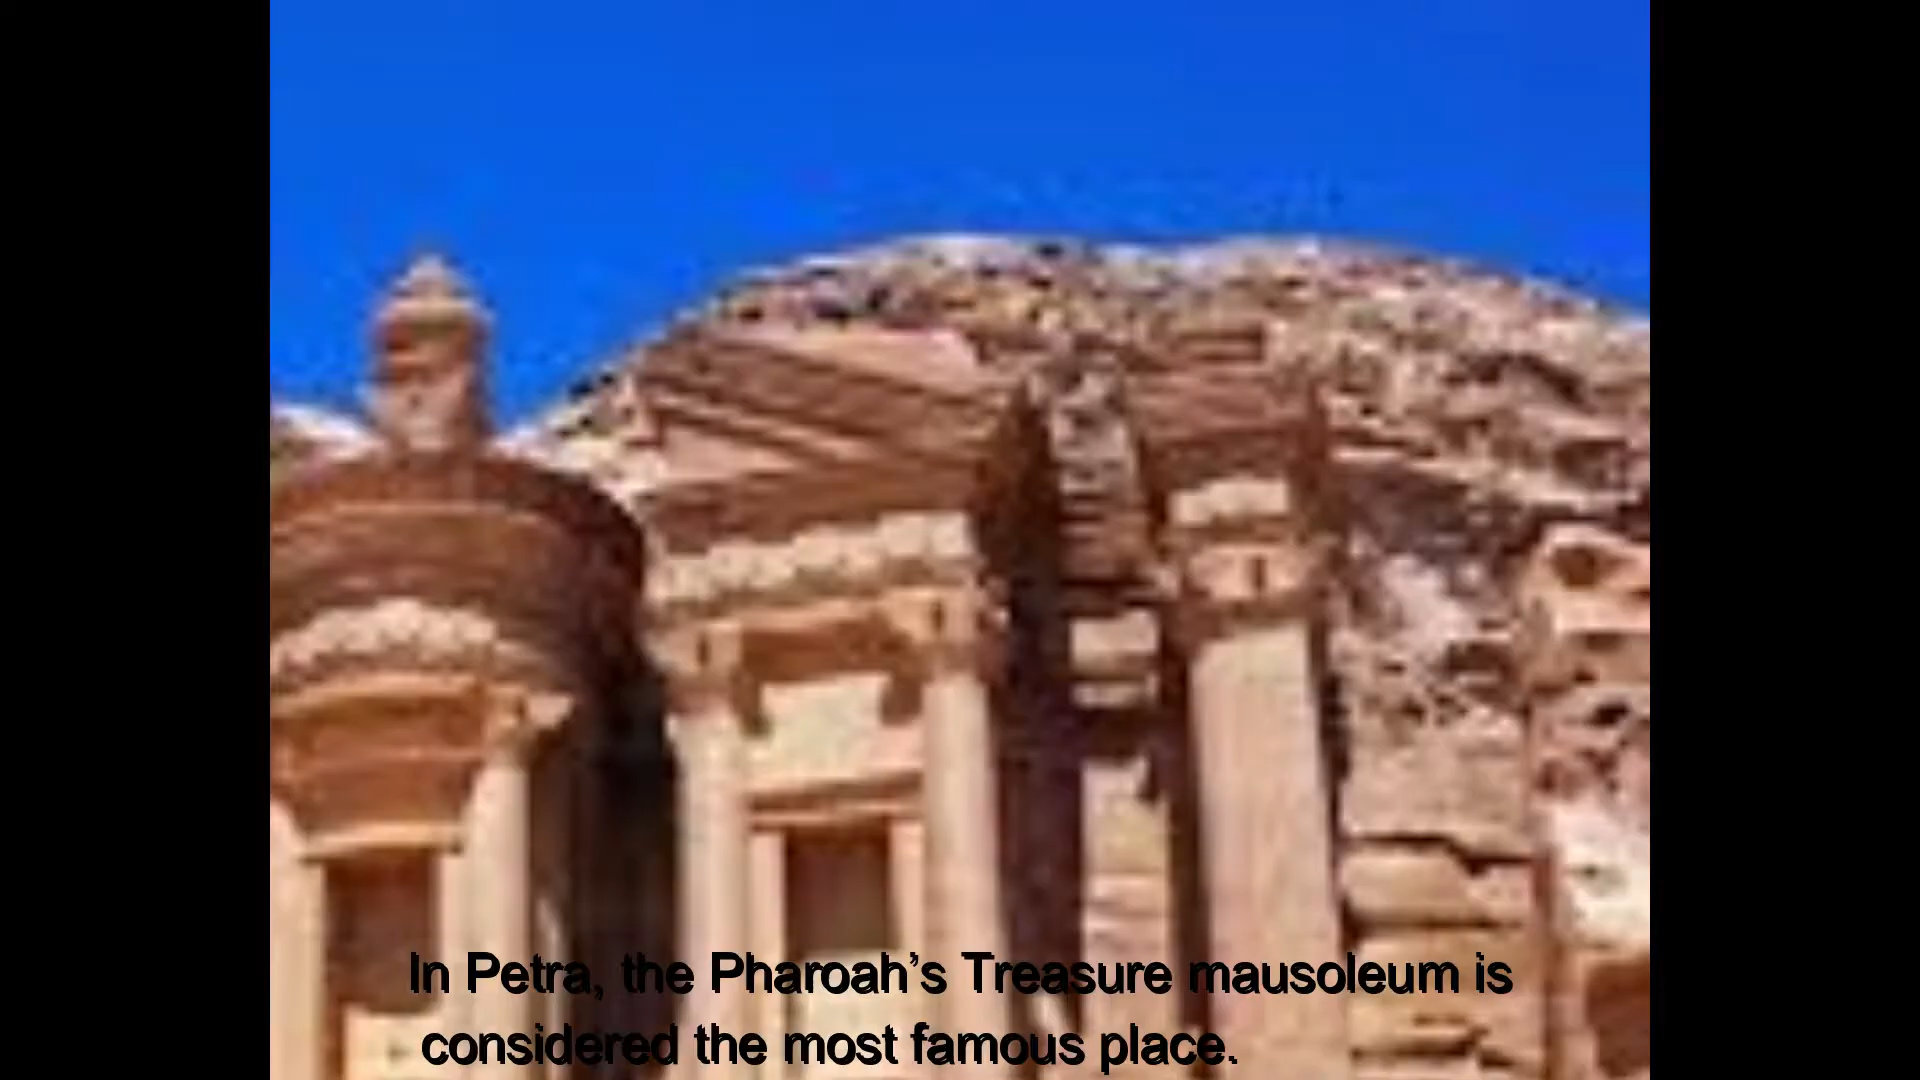 In Petra, the Pharoah’s Treasure mausoleum is
considered the most famous place.